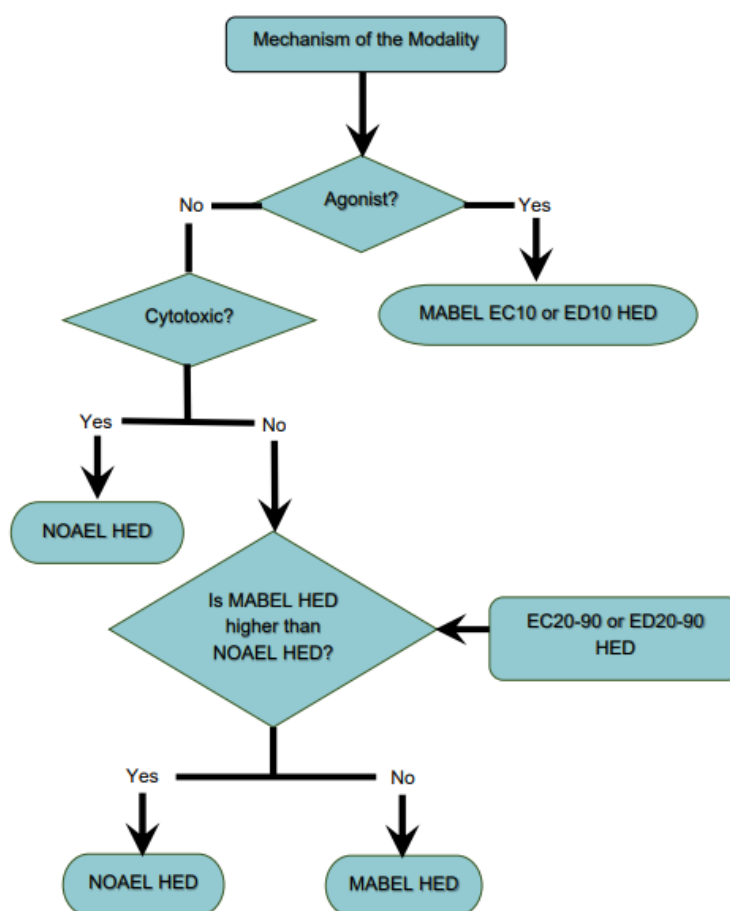 Mechanism of the Modality
Agonist?
No
Yes
Cytotoxic?
MABEL EC10 or ED10 HED
Yes
No
NOAEL HED
Is MABEL HED
higher than
NOAEL HED?
EC20-90 or ED20-90
HED
Yes
No
NOAEL HED
MABEL HED